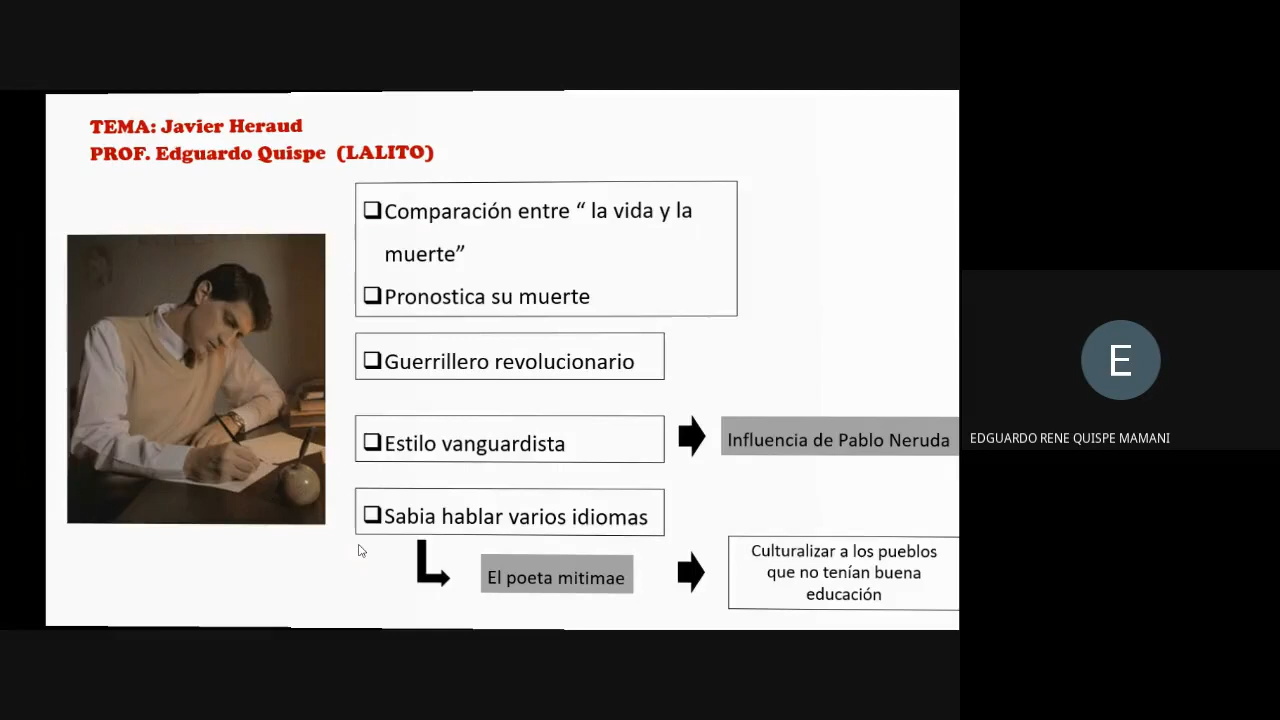 TEMA: Javier Heraud
PROF. Edguardo Quispe (LALITO)
Comparación entre “ la vida y la
muerte”
Pronostica su muerte
Guerrillero revolucionario
Estilo vanguardista
Influencia de Pablo Neruda
Sabia hablar varios idiomas
El poeta mitimae
Culturalizar a los pueblos
que no tenían buena
educación
E
EDGUARDO RENE QUISPE MAMANI